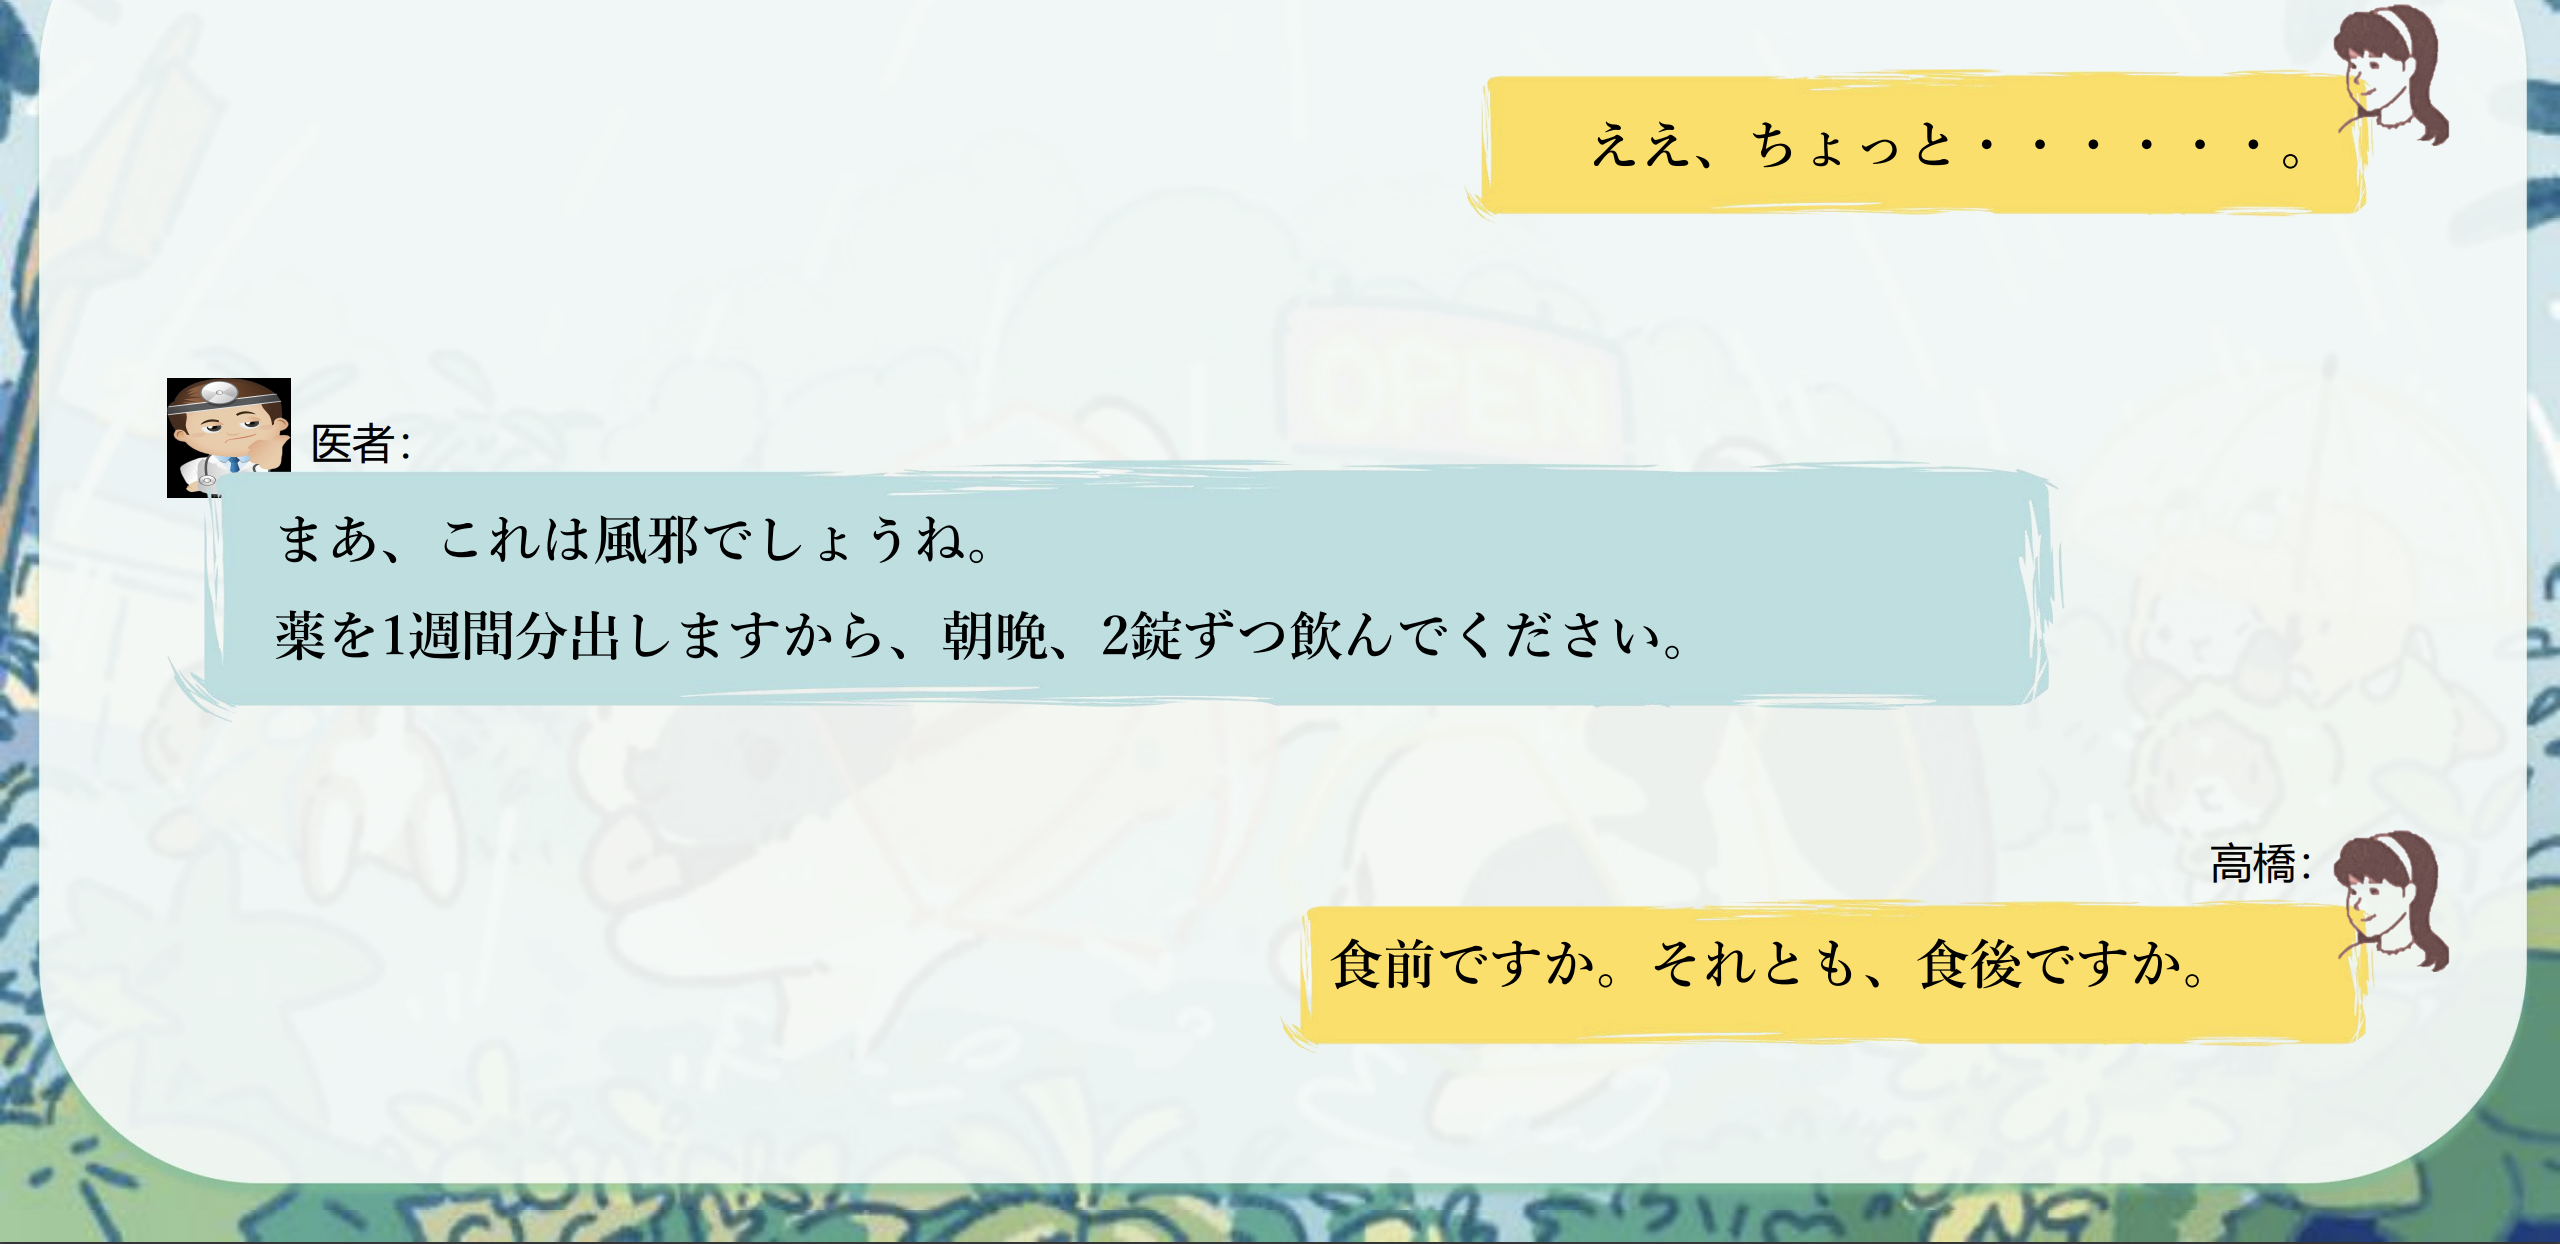 ええ、ちょっと・・・・・・。
医者：
まあ、これは風邪でしょうね。
薬を1週間分出しますから、朝晩、2錠ずつ飲んでください。
高橋：
食前ですか。それとも、食後ですか。
OPEN